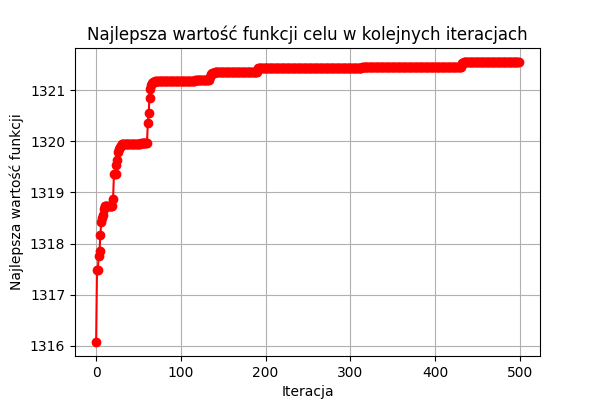 Najlepsza wartość funkcji celu w kolejnych iteracjach
Najlepsza wartość funkcji
1321
1320
1319
1318
1317
1316
0 100 200 300 400 500
Iteracja